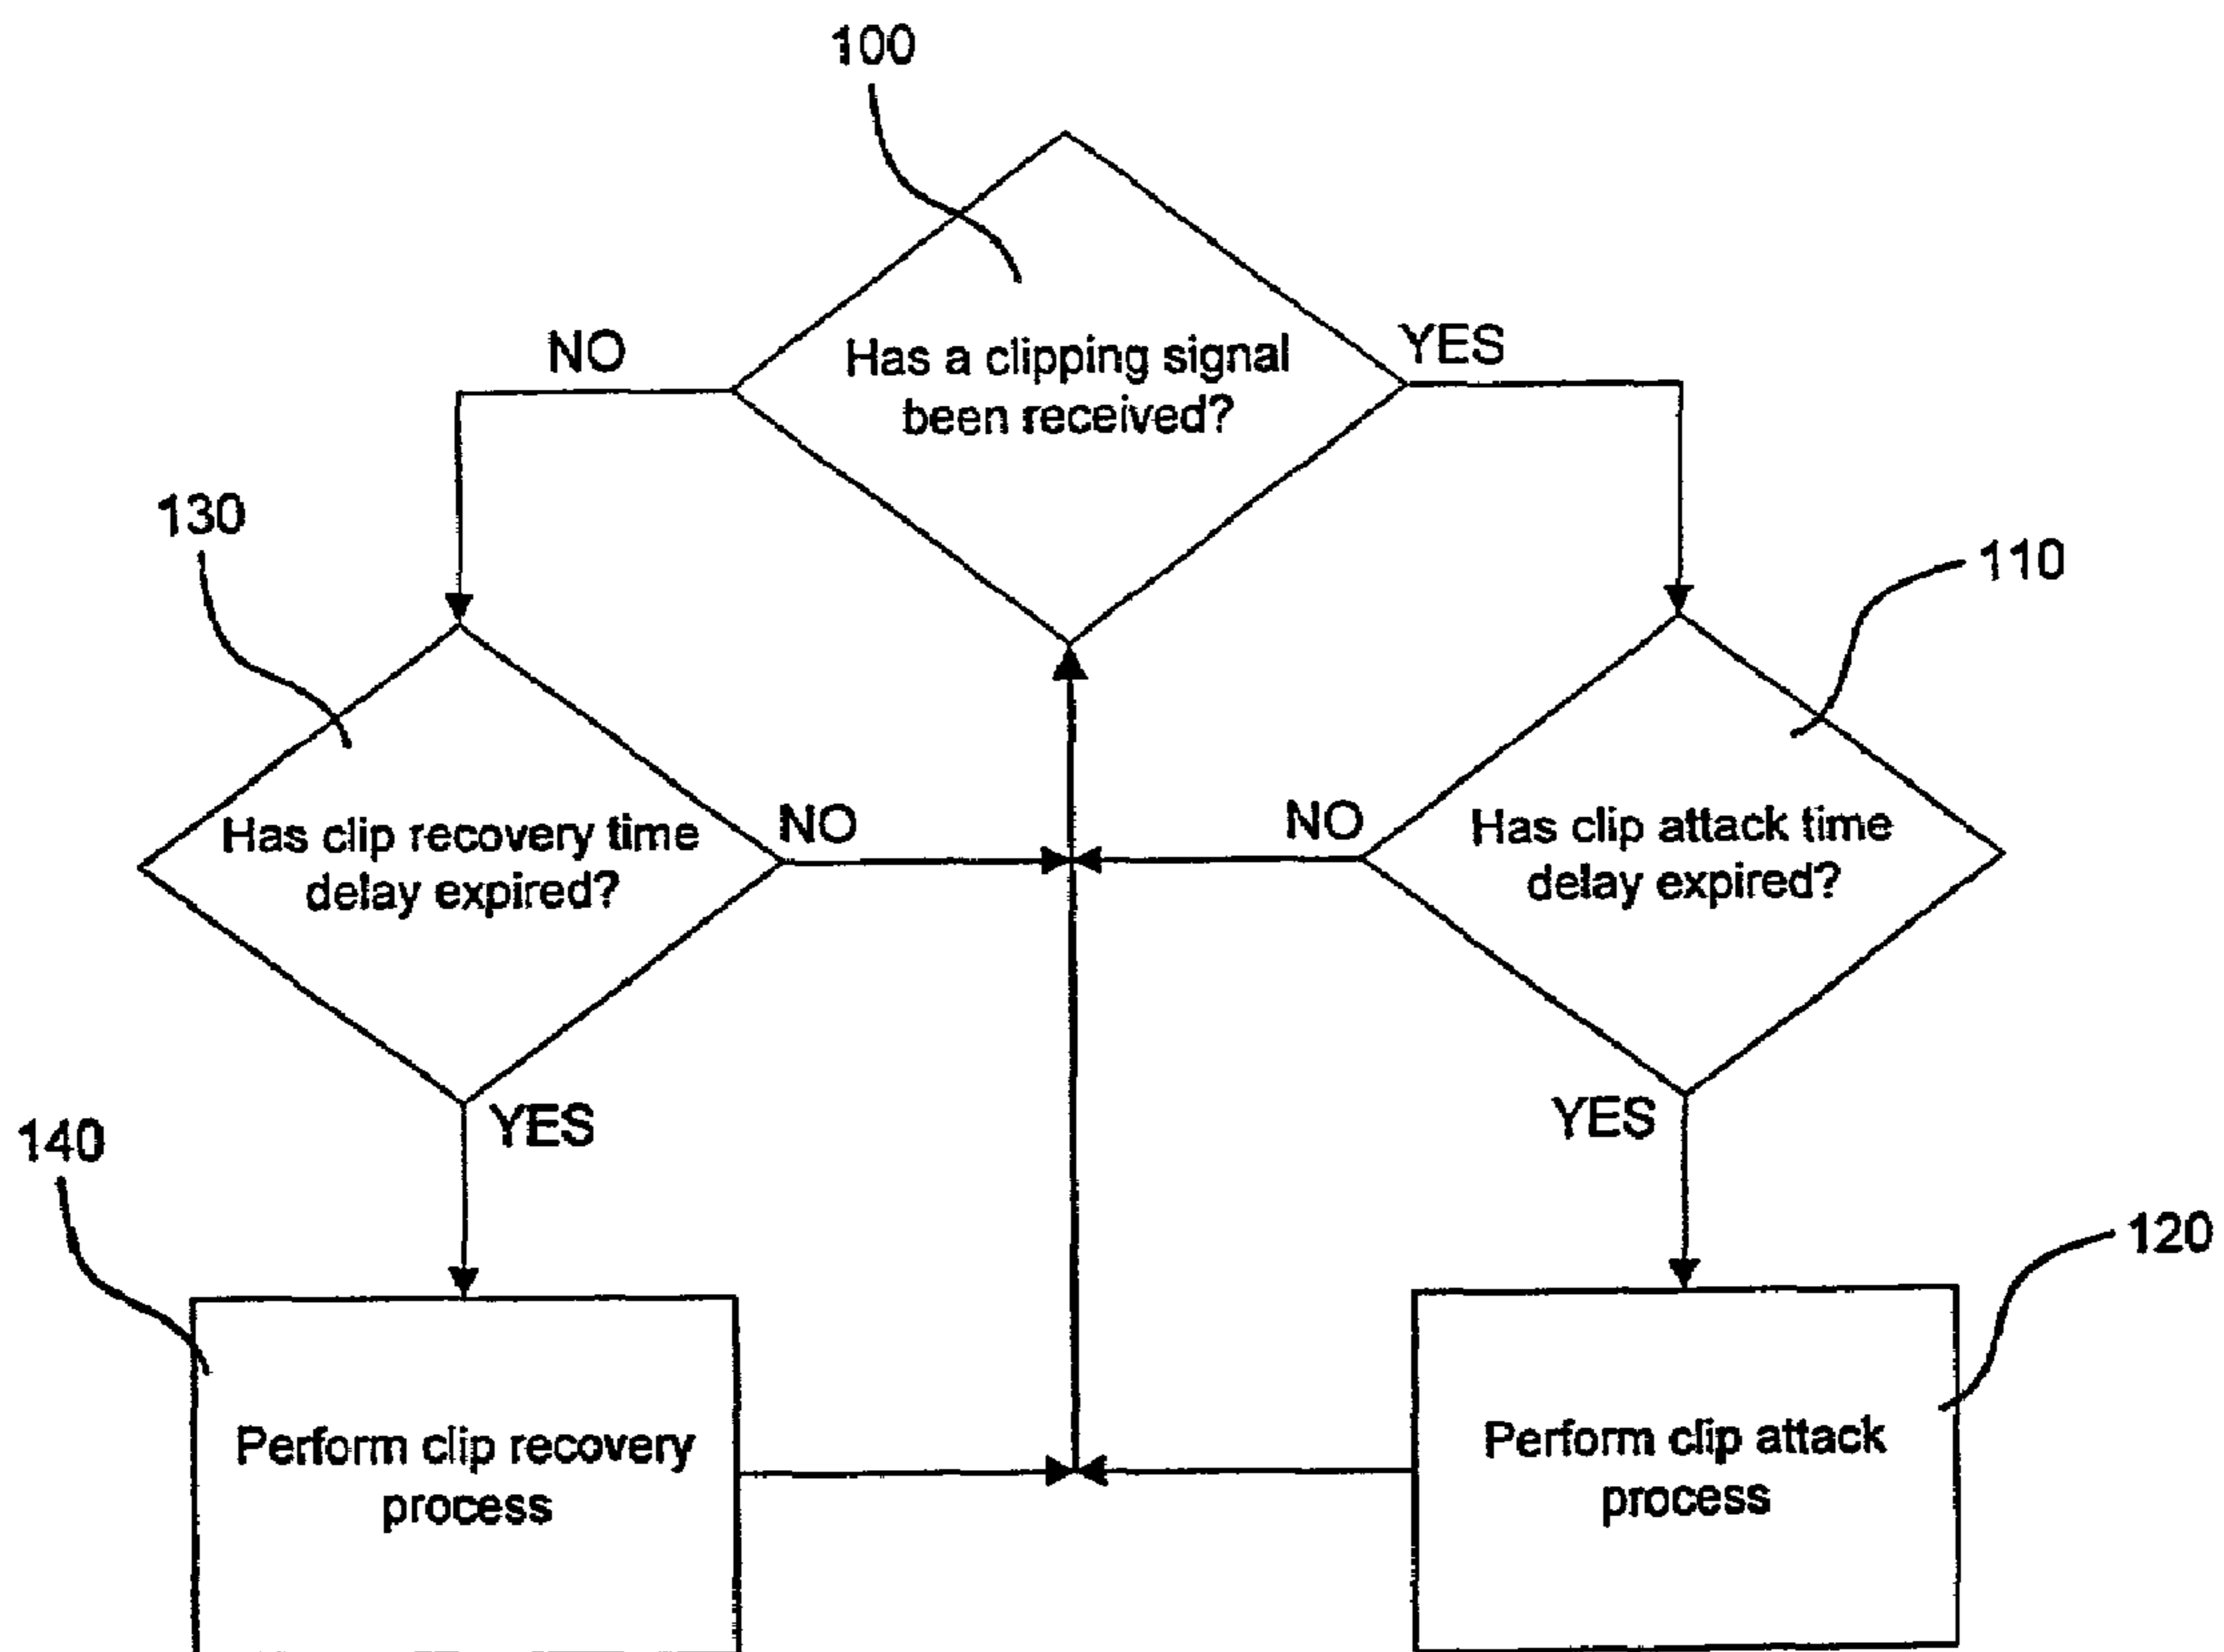 100
NO
Has a clipping signal
been received?
YES
130
110
Has clip recovery time
delay expired?
NO
NO
Has clip attack time
delay expired?
YES
YES
140
120
Perform clip recovery
process
Perform clip attack
process